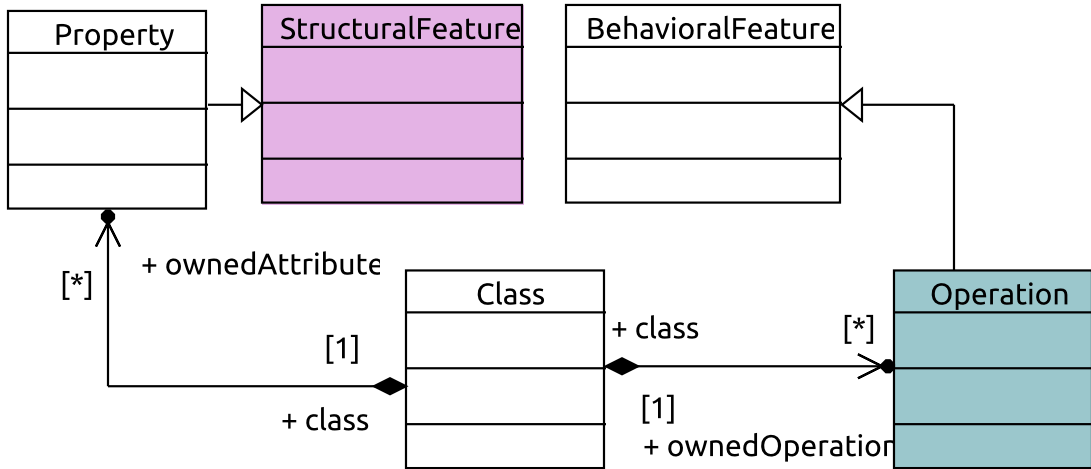 Property
StructuralFeature
BehavioralFeature
+ ownedAttribute
[*]
Class
Operation
+ class
[*]
[1]
[1]
+ class
+ ownedOperation